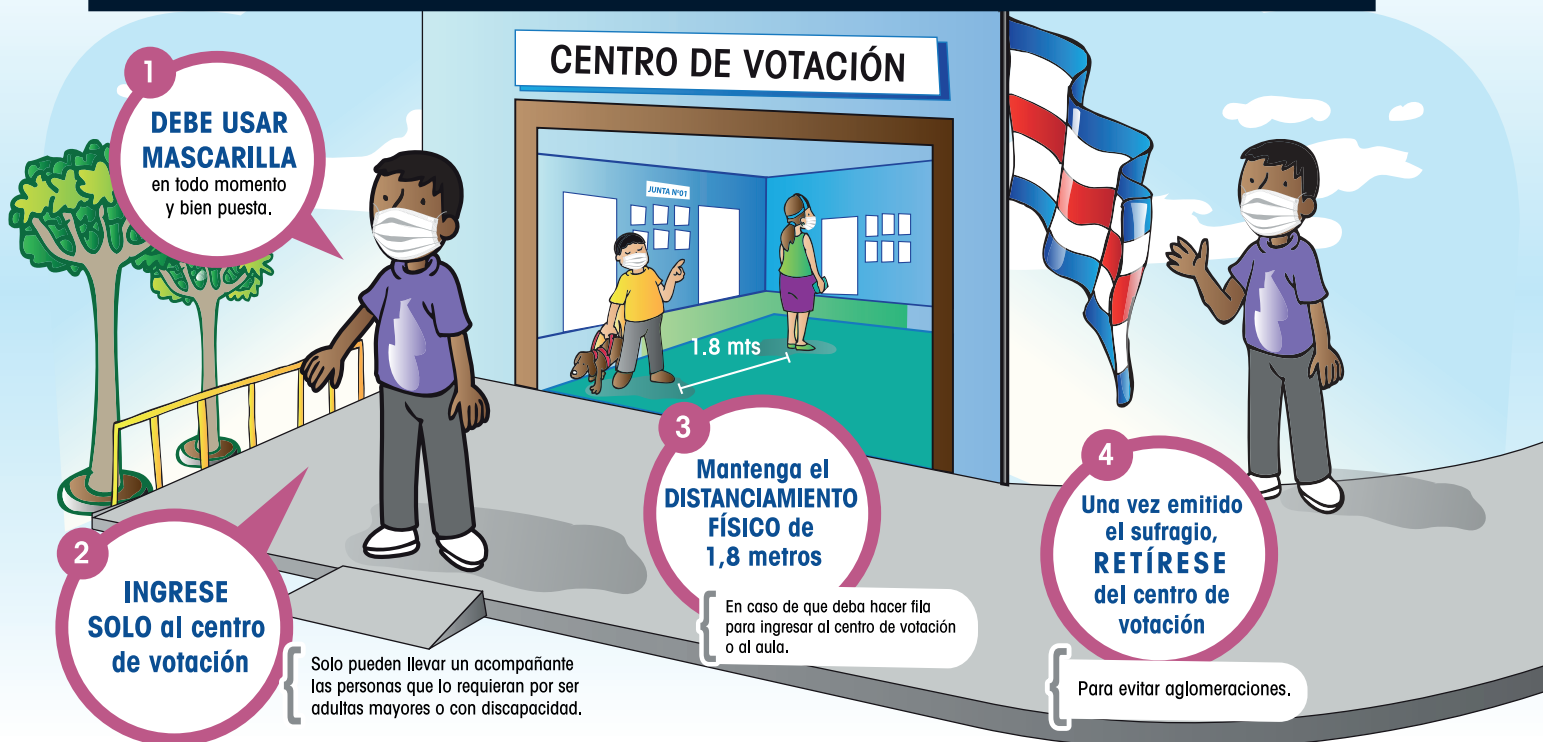 CENTRO DE VOTACIÓN
1
DEBE USAR
MASCARILLA
en todo momento
y bien puesta.
JUNTA Nº01
1.8 mts
2
INGRESE
SOLO al centro
de votación
Solo pueden llevar un acompañante
las personas que lo requieran por ser
adultas mayores o con discapacidad.
3
Mantenga el
DISTANCIAMIENTO
FÍSICO de
1,8 metros
En caso de que deba hacer fila
para ingresar al centro de votación
o al aula.
4
Una vez emitido
el sufragio,
RETÍRESE
del centro de
votación
Para evitar aglomeraciones.